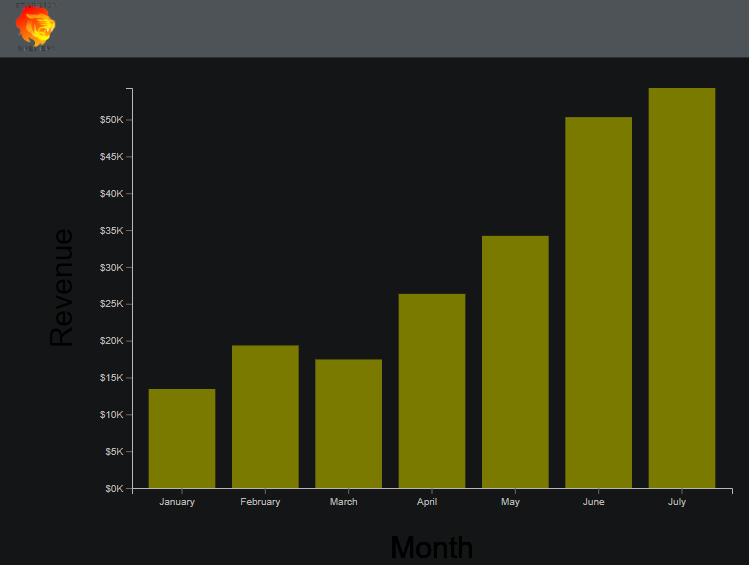 $50K
$45K
$40K
$35K
$30K
$25K
$20K
$15K
$10K
$5K
$0K
Revenue
January February March April May June July
Month